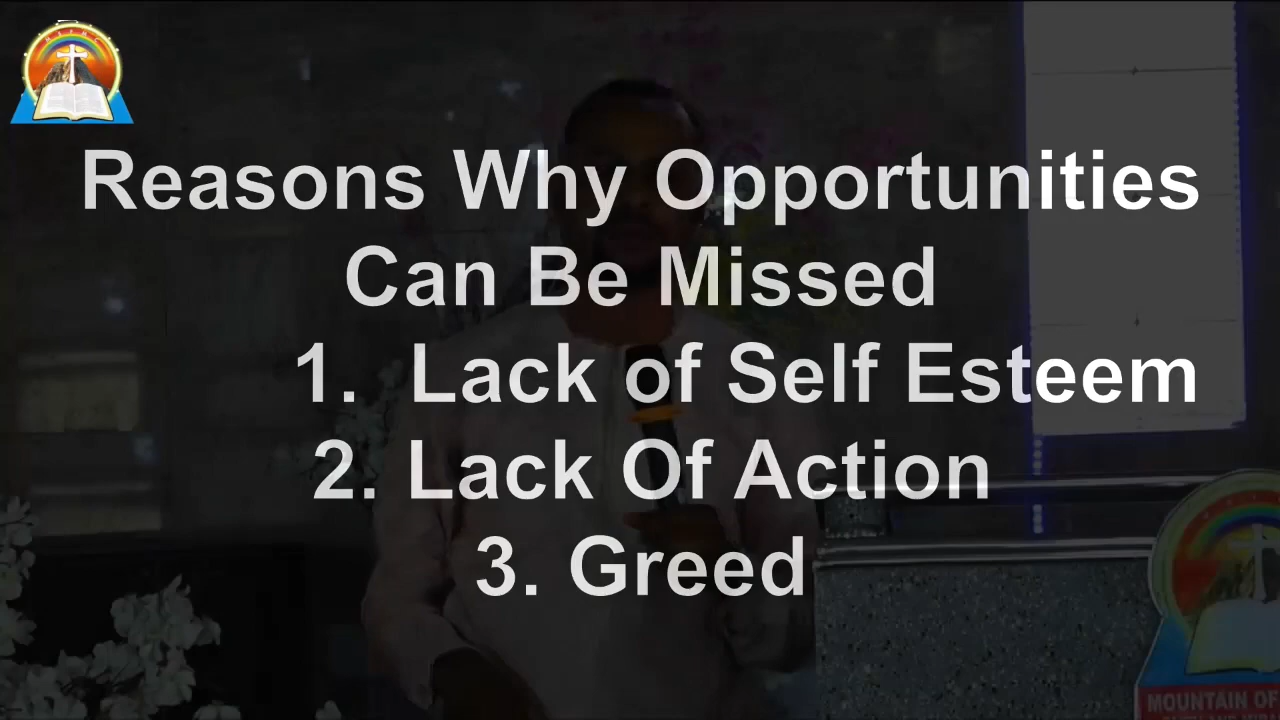 Reasons Why Opportunities
Can Be Missed
1. Lack of Self Esteem
2. Lack Of Action
3. Greed
MOUNTAIN OF